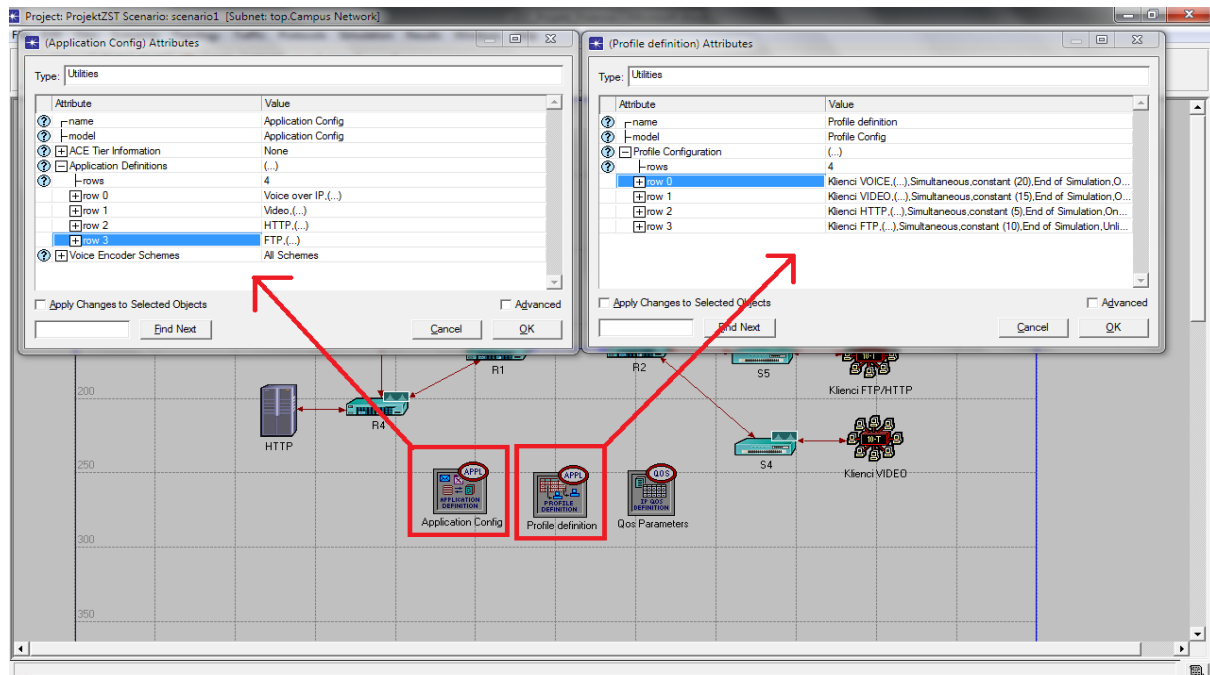 Project: ProjektZST Scenario: scenario1 [Subnet: top.Campus Network]
(Application Config) Attributes
Type: Utilities
Attribute Value
name Application Config
model Application Config
ACE Tier Information None
Application Definitions (...)
rows 4
row 0 Voice over IP,(...)
row 1 Video,(...)
row 2 HTTP,(...)
row 3 FTP,(...)
Voice Encoder Schemes All Schemes
Apply Changes to Selected Objects Advanced
Find Next Cancel OK
(Profile definition) Attributes
Type: Utilities
Attribute Value
name Profile definition
model Profile Config
Profile Configuration (...)
rows 4
row 0 Klienci VOICE,(...),Simultaneous,constant (20),End of Simulation,O...
row 1 Klienci VIDEO,(...),Simultaneous,constant (15),End of Simulation,O...
row 2 Klienci HTTP,(...),Simultaneous,constant (5),End of Simulation,On...
row 3 Klienci FTP,(...),Simultaneous,constant (10),End of Simulation,Unli...
Apply Changes to Selected Objects Advanced
Find Next Cancel OK
R1
R2
S5
10-T
Klienci FTP/HTTP
200
R4
HTTP
S4
10-T
Klienci VIDEO
250
APPL
APPLICATION
DEFINITION
Application Config
APPL
PROFILE
DEFINITION
Profile definition
QOS
IP QOS
DEFINITION
Qos Parameters
300
350